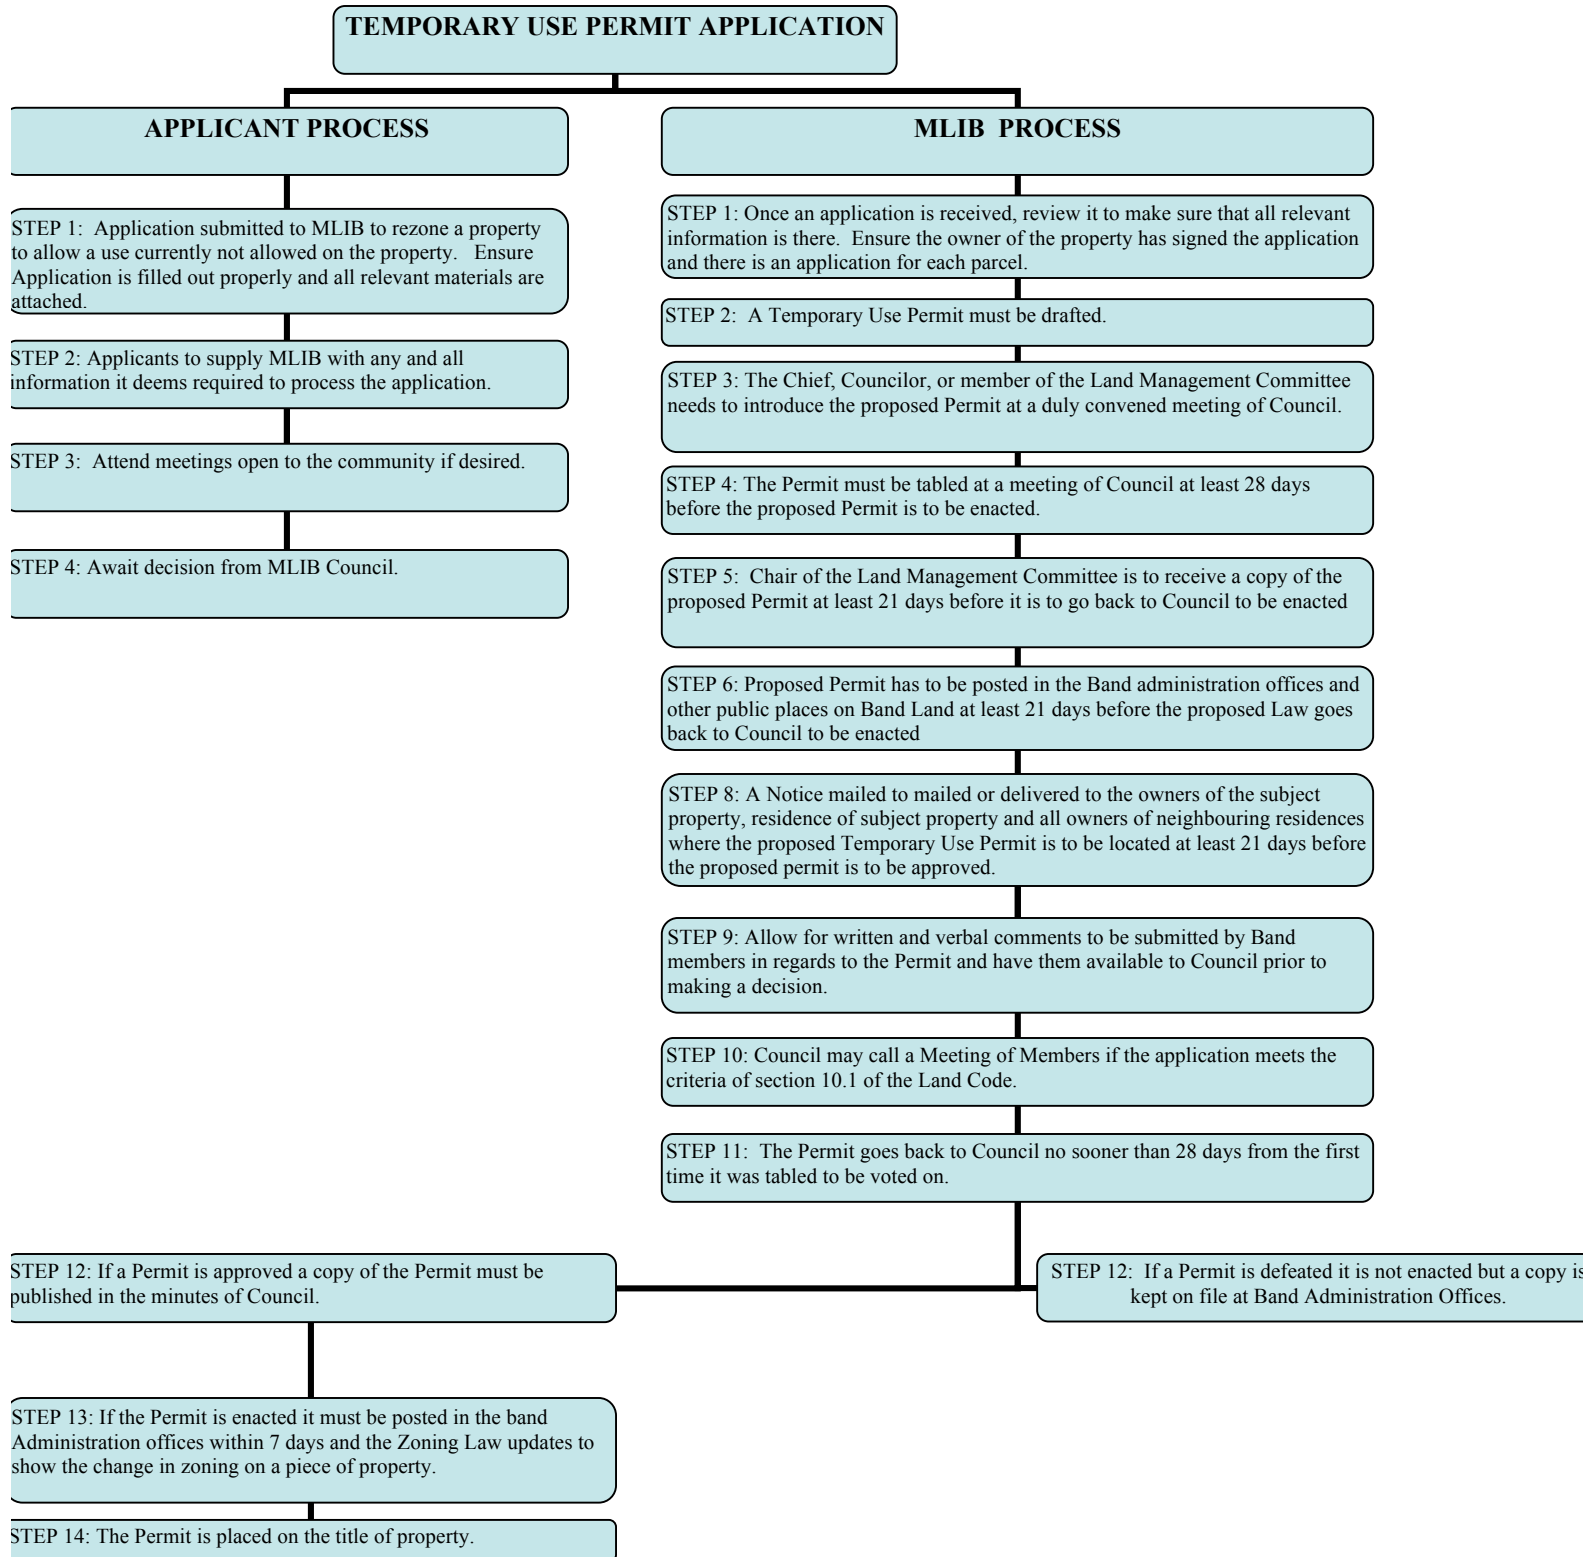 TEMPORARY USE PERMIT APPLICATION
APPLICANT PROCESS
STEP 1:  Application submitted to MLIB to rezone a property
to allow a use currently not allowed on the property.   Ensure
Application is filled out properly and all relevant materials are
attached.
STEP 2: Applicants to supply MLIB with any and all
information it deems required to process the application.
STEP 3:  Attend meetings open to the community if desired.
STEP 4: Await decision from MLIB Council.
MLIB  PROCESS
STEP 1: Once an application is received, review it to make sure that all relevant
information is there.  Ensure the owner of the property has signed the application
and there is an application for each parcel.
STEP 2:  A Temporary Use Permit must be drafted.
STEP 3: The Chief, Councilor, or member of the Land Management Committee
needs to introduce the proposed Permit at a duly convened meeting of Council.
STEP 4: The Permit must be tabled at a meeting of Council at least 28 days
before the proposed Permit is to be enacted.
STEP 5:  Chair of the Land Management Committee is to receive a copy of the
proposed Permit at least 21 days before it is to go back to Council to be enacted
STEP 6: Proposed Permit has to be posted in the Band administration offices and
other public places on Band Land at least 21 days before the proposed Law goes
back to Council to be enacted
STEP 8: A Notice mailed to mailed or delivered to the owners of the subject
property, residence of subject property and all owners of neighbouring residences
where the proposed Temporary Use Permit is to be located at least 21 days before
the proposed permit is to be approved.
STEP 9: Allow for written and verbal comments to be submitted by Band
members in regards to the Permit and have them available to Council prior to
making a decision.
STEP 10: Council may call a Meeting of Members if the application meets the
criteria of section 10.1 of the Land Code.
STEP 11:  The Permit goes back to Council no sooner than 28 days from the first
time it was tabled to be voted on.
STEP 12: If a Permit is approved a copy of the Permit must be
published in the minutes of Council.
STEP 12:  If a Permit is defeated it is not enacted but a copy is
kept on file at Band Administration Offices.
STEP 13: If the Permit is enacted it must be posted in the band
Administration offices within 7 days and the Zoning Law updates to
show the change in zoning on a piece of property.
STEP 14: The Permit is placed on the title of property.